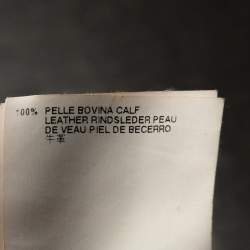 100% PELLE BOVINA CALF
LEATHER RINDSLEDER PEAU
DE VEAU PIEL DE BECERRO
牛革